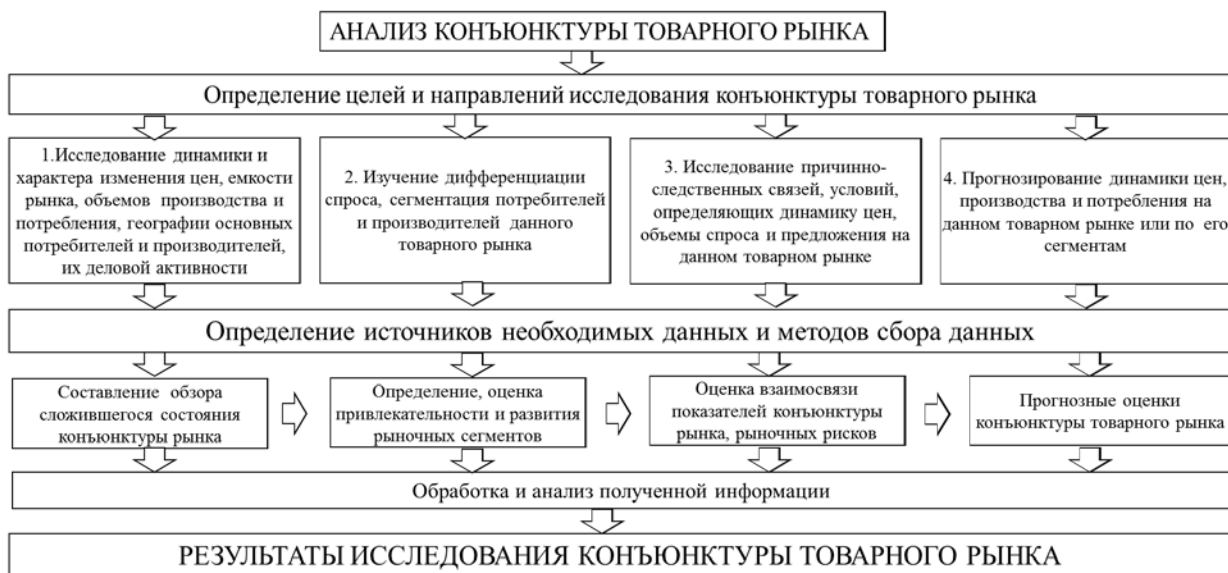 АНАЛИЗ КОНЪЮНКТУРЫ ТОВАРНОГО РЫНКА
Определение целей и направлений исследования конъюнктуры товарного рынка
1.Исследование динамики и
характера изменения цен, емкости
рынка, объемов производства и
потребления, географии основных
потребителей и производителей,
их деловой активности
2. Изучение дифференциации
спроса, сегментация потребителей
и производителей данного
товарного рынка
3. Исследование причинно-
следственных связей, условий,
определяющих динамику цен,
объемы спроса и предложения на
данном товарном рынке
4. Прогнозирование динамики цен,
производства и потребления на
данном товарном рынке или по его
сегментам
Определение источников необходимых данных и методов сбора данных
Составление обзора
сложившегося состояния
конъюнктуры рынка
Определение, оценка
привлекательности и развития
рыночных сегментов
Оценка взаимосвязи
показателей конъюнктуры
рынка, рыночных рисков
Прогнозные оценки
конъюнктуры товарного рынка
Обработка и анализ полученной информации
РЕЗУЛЬТАТЫ ИССЛЕДОВАНИЯ КОНЪЮНКТУРЫ ТОВАРНОГО РЫНКА